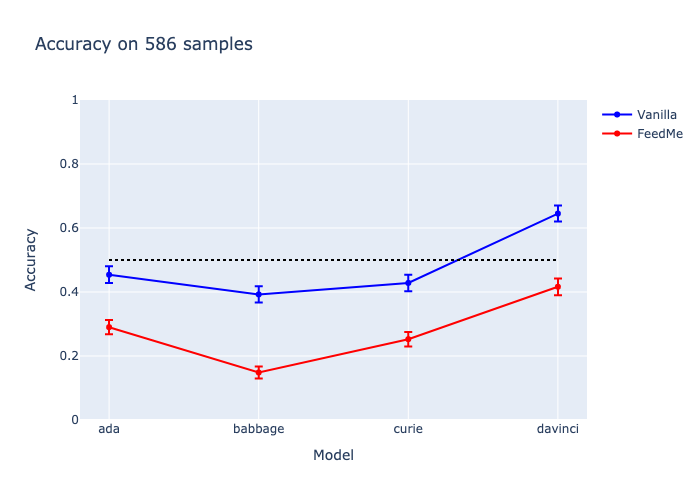 Accuracy on 586 samples
1
0.8
0.6
0.4
0.2
0
Accuracy
ada
babbage
curie
davinci
Model
Vanilla
FeedMe